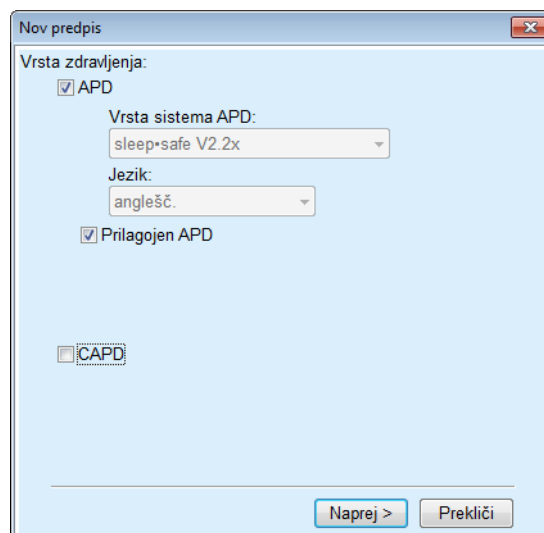 Nov predpis
Vrsta zdravljenja:
APD
Vrsta sistema APD:
sleep•safe V2.2x
Jezik:
anglešč.
Prilagojen APD
CAPD
Naprej >
Prekliči